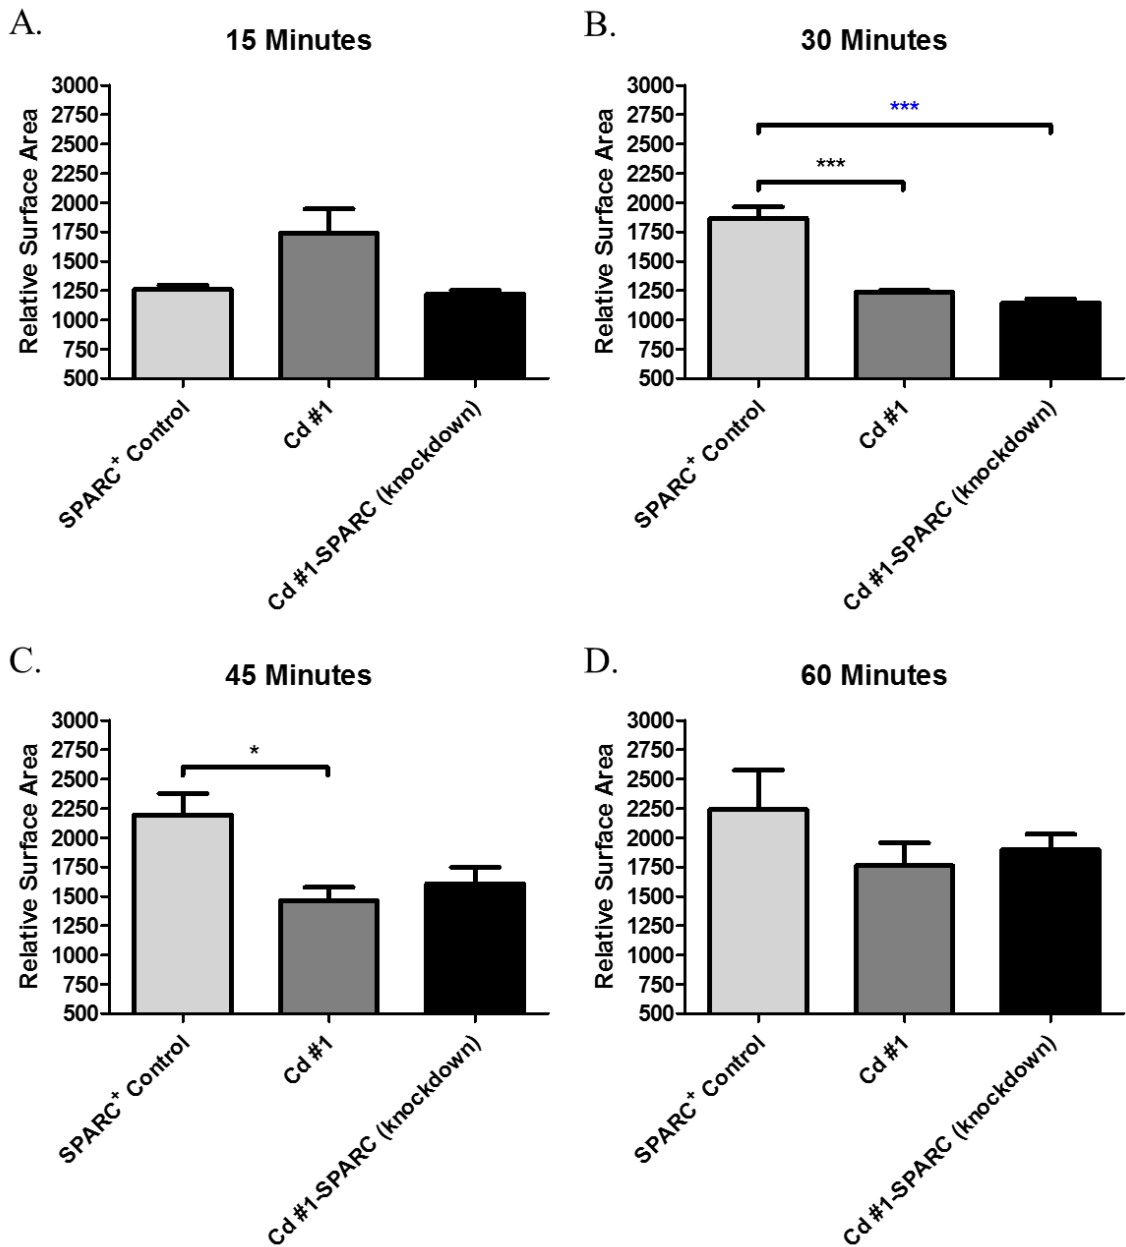 A.
15 Minutes
Relative Surface Area
3000
2750
2500
2250
2000
1750
1500
1250
1000
750
500
SPARC⁺ Control
Cd #1
Cd #1-SPARC (knockdown)
B.
30 Minutes
Relative Surface Area
3000
2750
2500
2250
2000
1750
1500
1250
1000
750
500
***
***
SPARC⁺ Control
Cd #1
Cd #1-SPARC (knockdown)
C.
45 Minutes
Relative Surface Area
3000
2750
2500
2250
2000
1750
1500
1250
1000
750
500
*
SPARC⁺ Control
Cd #1
Cd #1-SPARC (knockdown)
D.
60 Minutes
Relative Surface Area
3000
2750
2500
2250
2000
1750
1500
1250
1000
750
500
SPARC⁺ Control
Cd #1
Cd #1-SPARC (knockdown)